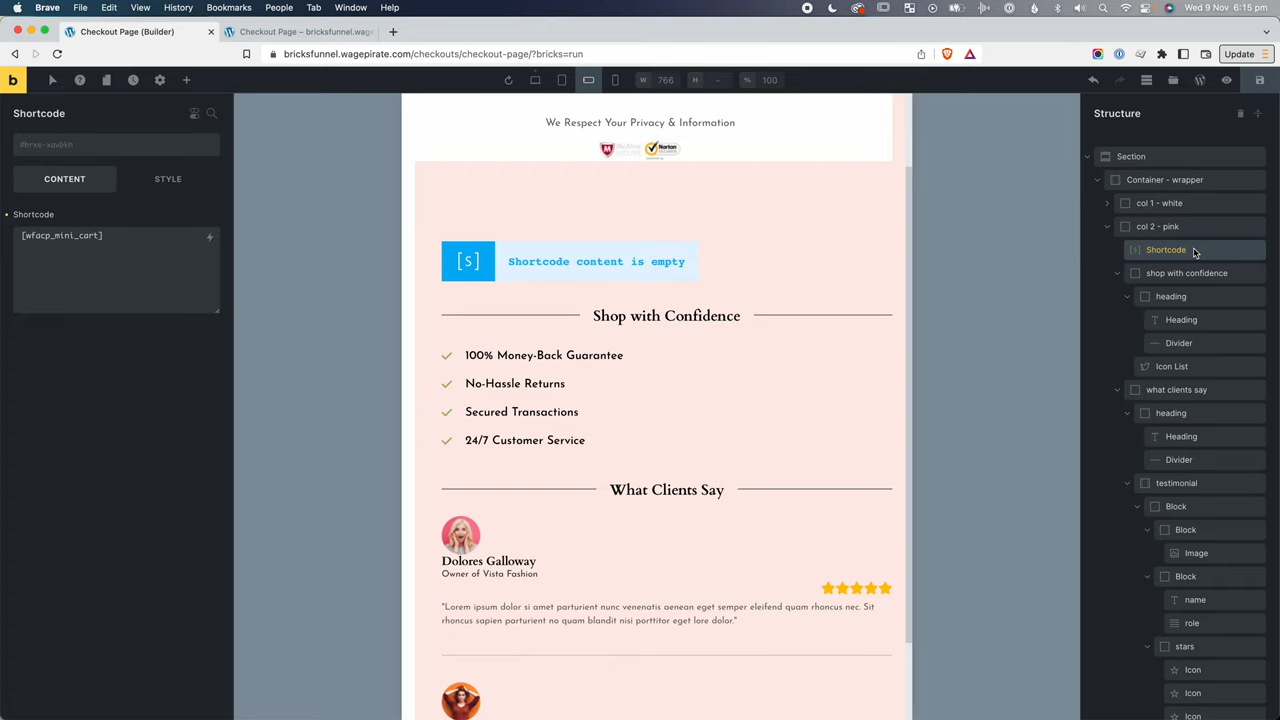 Brave File Edit View History Bookmarks People Tab Window Help
Wed 9 Nov 6:15 pm
Checkout Page (Builder)
Checkout Page – bricksfunnel.wage
bricksfunnel.wagepirate.com/checkouts/checkout-page/?bricks=run
Update
b
W 766 H - % 100
Shortcode
#brxe-xavbkh
CONTENT STYLE
Shortcode
[wfacp_mini_cart]
We Respect Your Privacy & Information
McAfee SECURE
Norton SECURED
[S] Shortcode content is empty
Shop with Confidence
100% Money-Back Guarantee
No-Hassle Returns
Secured Transactions
24/7 Customer Service
What Clients Say
Dolores Galloway
Owner of Vista Fashion
"Lorem ipsum dolor si amet parturient nunc venenatis aenean eget semper eleifend quam rhoncus nec. Sit
rhoncus sapien parturient no quam blandit nisi porttitor eget lore dolor."
Structure
Section
Container - wrapper
col 1 - white
col 2 - pink
[s] Shortcode
shop with confidence
heading
Heading
Divider
Icon List
what clients say
heading
Heading
Divider
testimonial
Block
Block
Image
Block
name
role
stars
Icon
Icon
Icon